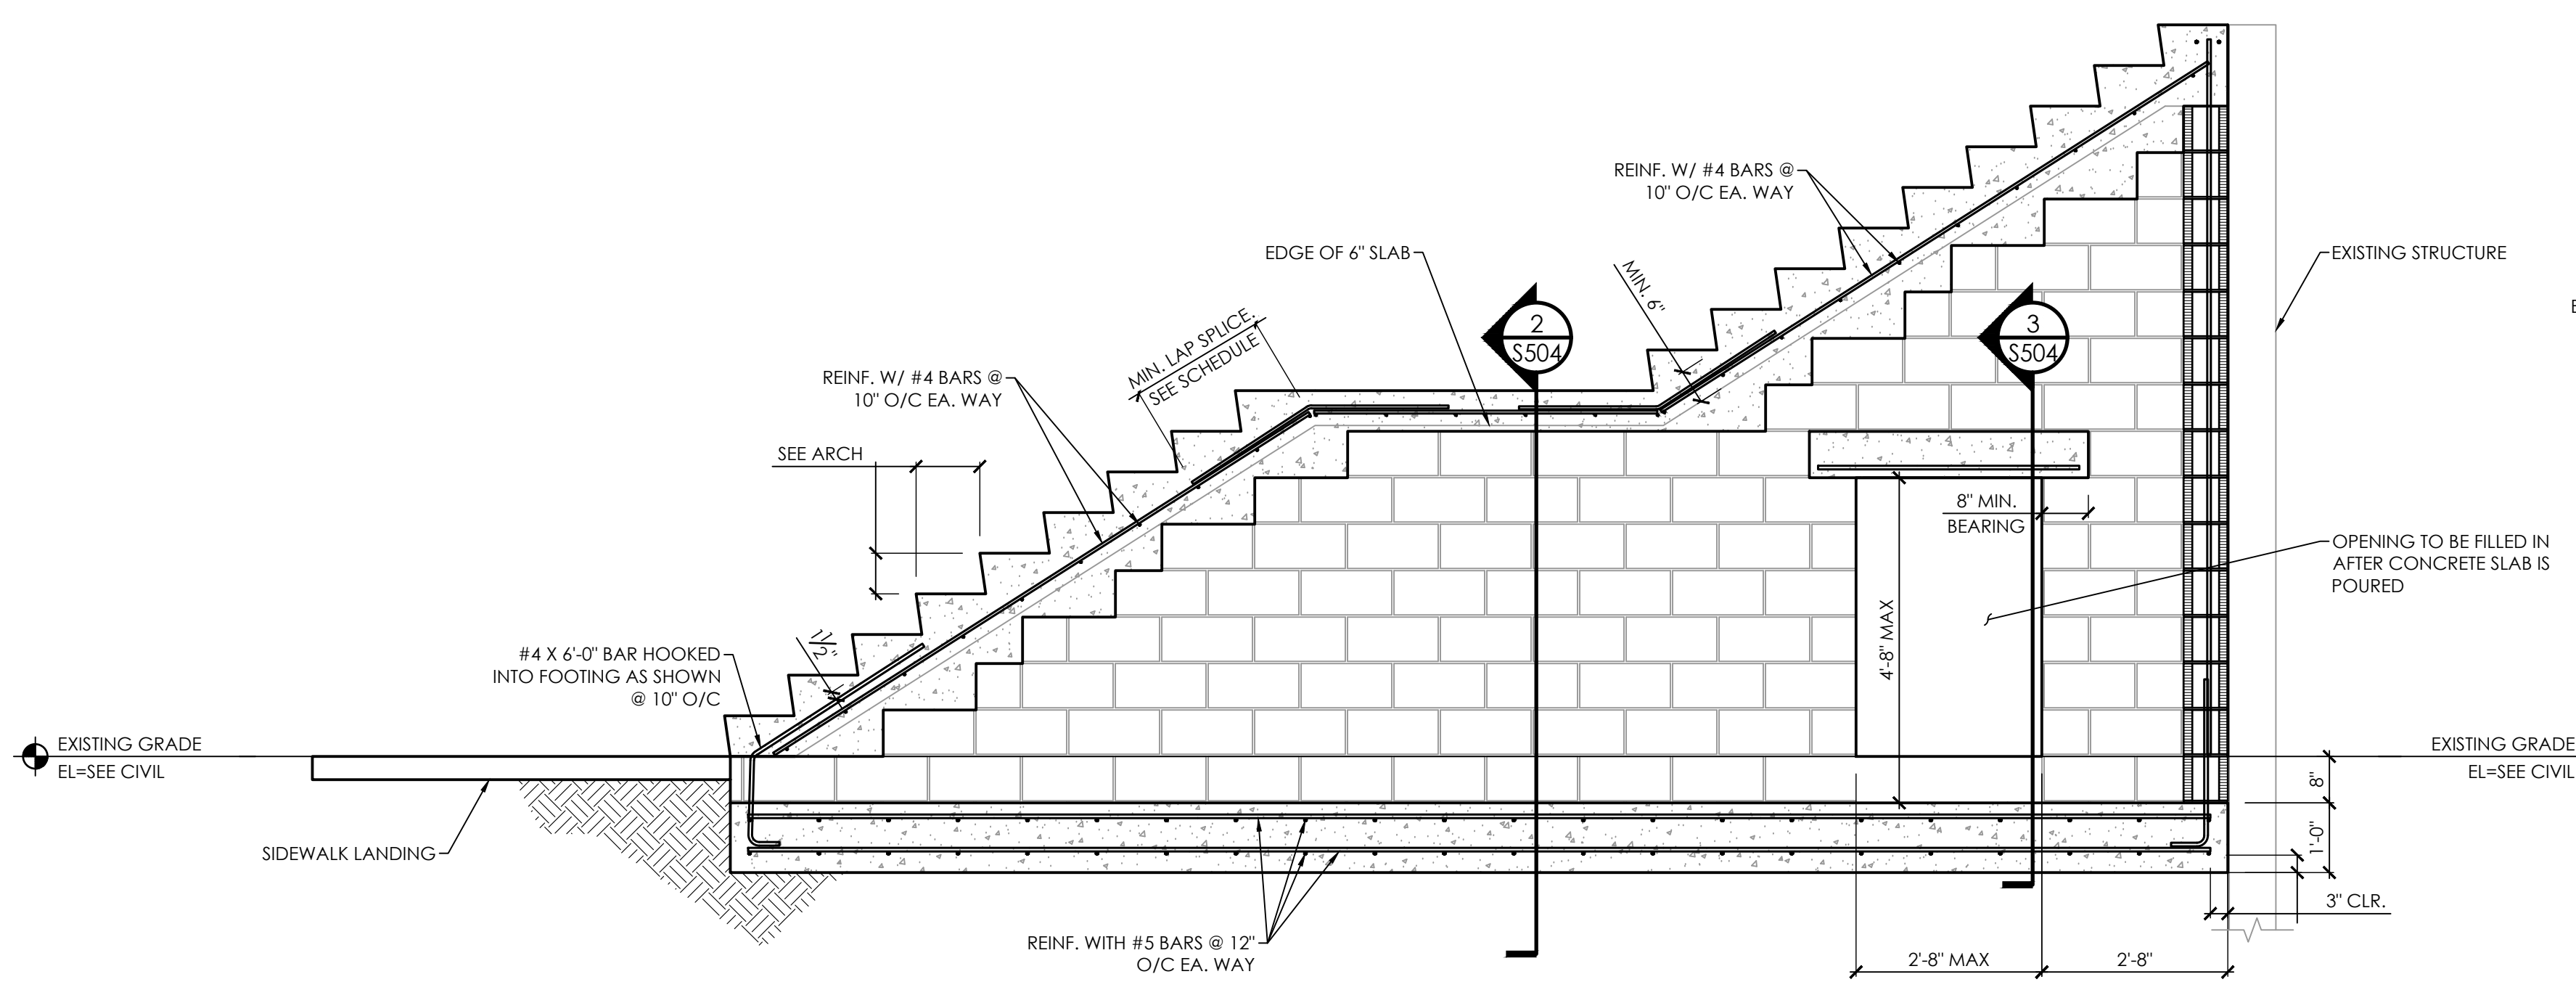 REINF. W/ #4 BARS @
10" O/C EA. WAY
EDGE OF 6" SLAB
MIN. 6"
EXISTING STRUCTURE
2
S504
3
S504
MIN. LAP SPLICE.
SEE SCHEDULE
REINF. W/ #4 BARS @
10" O/C EA. WAY
SEE ARCH
8" MIN.
BEARING
OPENING TO BE FILLED IN
AFTER CONCRETE SLAB IS
POURED
4'-8" MAX
1 1/2"
#4 X 6'-0" BAR HOOKED
INTO FOOTING AS SHOWN
@ 10" O/C
EXISTING GRADE
EL=SEE CIVIL
EXISTING GRADE
EL=SEE CIVIL
8"
1'-0"
SIDEWALK LANDING
3" CLR.
REINF. WITH #5 BARS @ 12"
O/C EA. WAY
2'-8" MAX
2'-8"